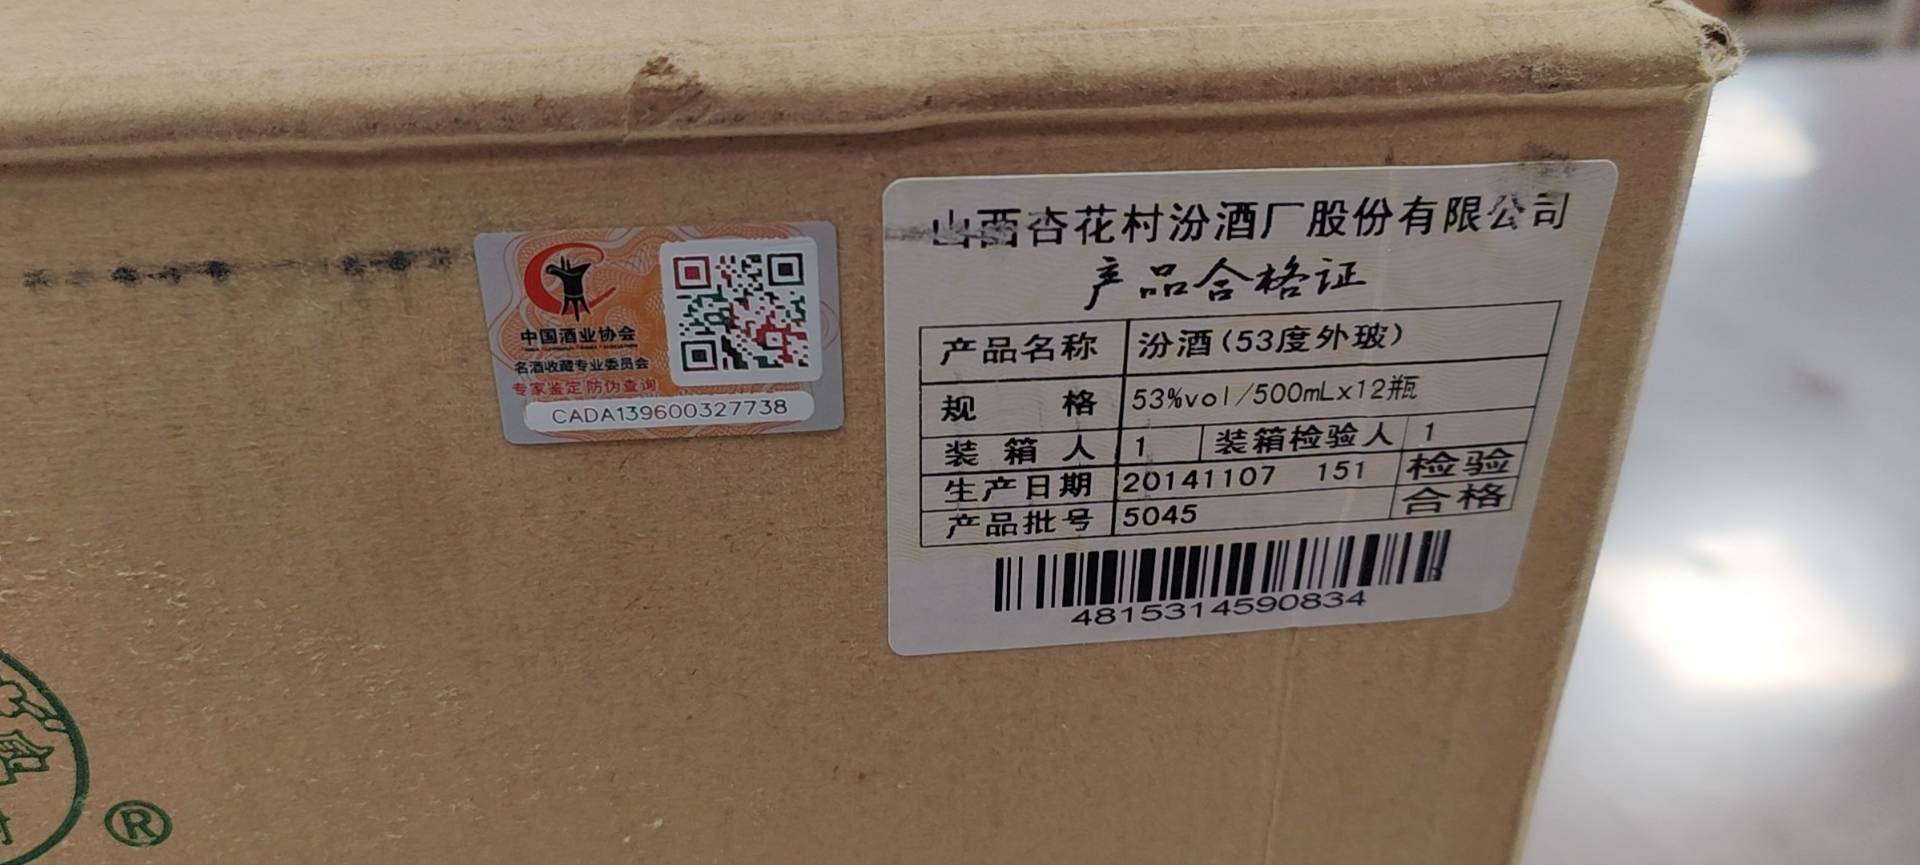 中国酒业协会
名酒收藏专业委员会
专家鉴定 防伪查询
CADA139600327738
山西杏花村汾酒厂股份有限公司
产品合格证
产品名称 汾酒(53度外玻)
规 格 53%vol/500mLx12瓶
装箱人 1 装箱检验人 1
生产日期 20141107 151 检验
产品批号 5045 合格
4815314590834
®